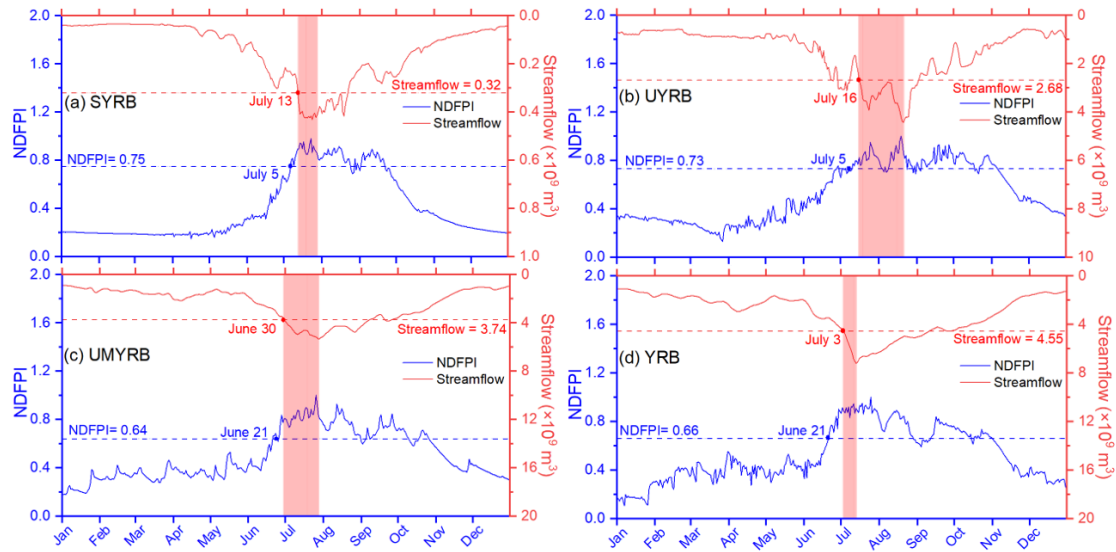 2.0
1.6
1.2
0.8
0.4
0.0
NDFPI
(a) SYRB
NDFPI= 0.75
July 5
July 13
Streamflow = 0.32
NDFPI
Streamflow
0.0
0.2
0.4
0.6
0.8
1.0
Streamflow (×10⁹ m³)
2.0
1.6
1.2
0.8
0.4
0.0
NDFPI
(b) UYRB
NDFPI= 0.73
July 5
July 16
Streamflow = 2.68
NDFPI
Streamflow
0
2
4
6
8
10
Streamflow (×10⁹ m³)
2.0
1.6
1.2
0.8
0.4
0.0
NDFPI
(c) UMYRB
NDFPI= 0.64
June 21
June 30
Streamflow = 3.74
NDFPI
Streamflow
0
4
8
12
16
20
Streamflow (×10⁹ m³)
Jan
Feb
Mar
Apr
May
Jun
Jul
Aug
Sep
Oct
Nov
Dec
2.0
1.6
1.2
0.8
0.4
0.0
NDFPI
(d) YRB
NDFPI= 0.66
June 21
July 3
Streamflow = 4.55
NDFPI
Streamflow
0
4
8
12
16
20
Streamflow (×10⁹ m³)
Jan
Feb
Mar
Apr
May
Jun
Jul
Aug
Sep
Oct
Nov
Dec